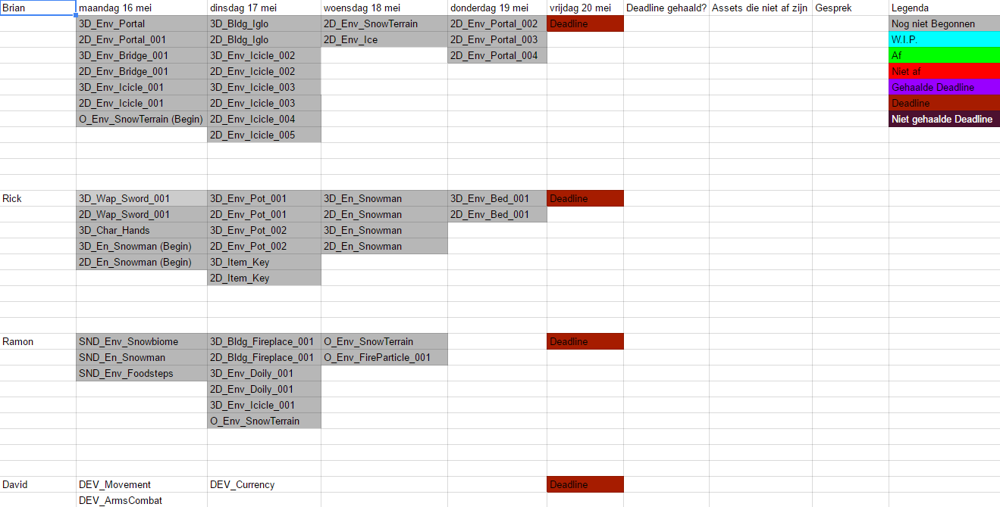 Brian maandag 16 mei dinsdag 17 mei woensdag 18 mei donderdag 19 mei vrijdag 20 mei Deadline gehaald? Assets die niet af zijn Gesprek Legenda
3D_Env_Portal 3D_Bldg_Iglo 2D_Env_SnowTerrain 2D_Env_Portal_002 Deadline Nog niet Begonnen
2D_Env_Portal_001 2D_Bldg_Iglo 2D_Env_Ice 2D_Env_Portal_003 W.I.P.
3D_Env_Bridge_001 3D_Env_Icicle_002 2D_Env_Portal_004 Af
2D_Env_Bridge_001 2D_Env_Icicle_002 Niet af
3D_Env_Icicle_001 3D_Env_Icicle_003 Gehaalde Deadline
2D_Env_Icicle_001 2D_Env_Icicle_003 Deadline
O_Env_SnowTerrain (Begin) 2D_Env_Icicle_004 Niet gehaalde Deadline
2D_Env_Icicle_005
Rick 3D_Wap_Sword_001 3D_Env_Pot_001 3D_En_Snowman 3D_Env_Bed_001 Deadline
2D_Wap_Sword_001 2D_Env_Pot_001 2D_En_Snowman 2D_Env_Bed_001
3D_Char_Hands 3D_Env_Pot_002 3D_En_Snowman
3D_En_Snowman (Begin) 2D_Env_Pot_002 2D_En_Snowman
2D_En_Snowman (Begin) 3D_Item_Key
2D_Item_Key
Ramon SND_Env_Snowbiome 3D_Bldg_Fireplace_001 O_Env_SnowTerrain Deadline
SND_En_Snowman 2D_Bldg_Fireplace_001 O_Env_FireParticle_001
SND_Env_Foodsteps 3D_Env_Doily_001
2D_Env_Doily_001
3D_Env_Icicle_001
O_Env_SnowTerrain
David DEV_Movement DEV_Currency Deadline
DEV_ArmsCombat